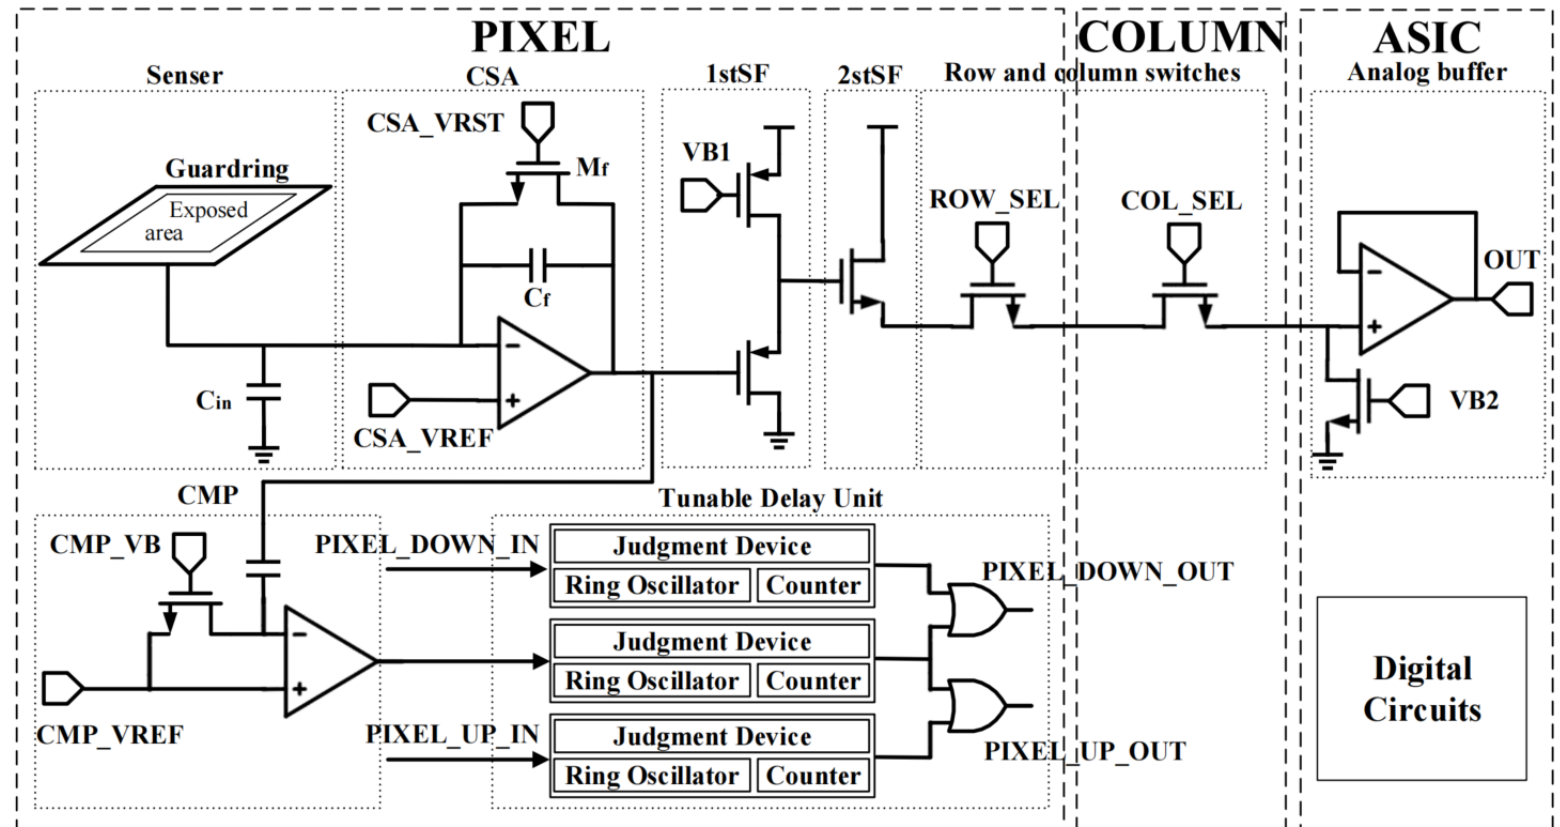 PIXEL
COLUMN
ASIC
Senser
CSA
1stSF
2stSF
Row and column switches
Analog buffer
CSA_VRST
Mf
VB1
Guardring
Exposed
area
ROW_SEL
COL_SEL
Cf
OUT
Cin
CSA_VREF
VB2
−
+
−
+
CMP
Tunable Delay Unit
CMP_VB
PIXEL_DOWN_IN
Judgment Device
Ring Oscillator
Counter
PIXEL_DOWN_OUT
−
+
Judgment Device
Ring Oscillator
Counter
Digital
Circuits
CMP_VREF
PIXEL_UP_IN
Judgment Device
Ring Oscillator
Counter
PIXEL_UP_OUT